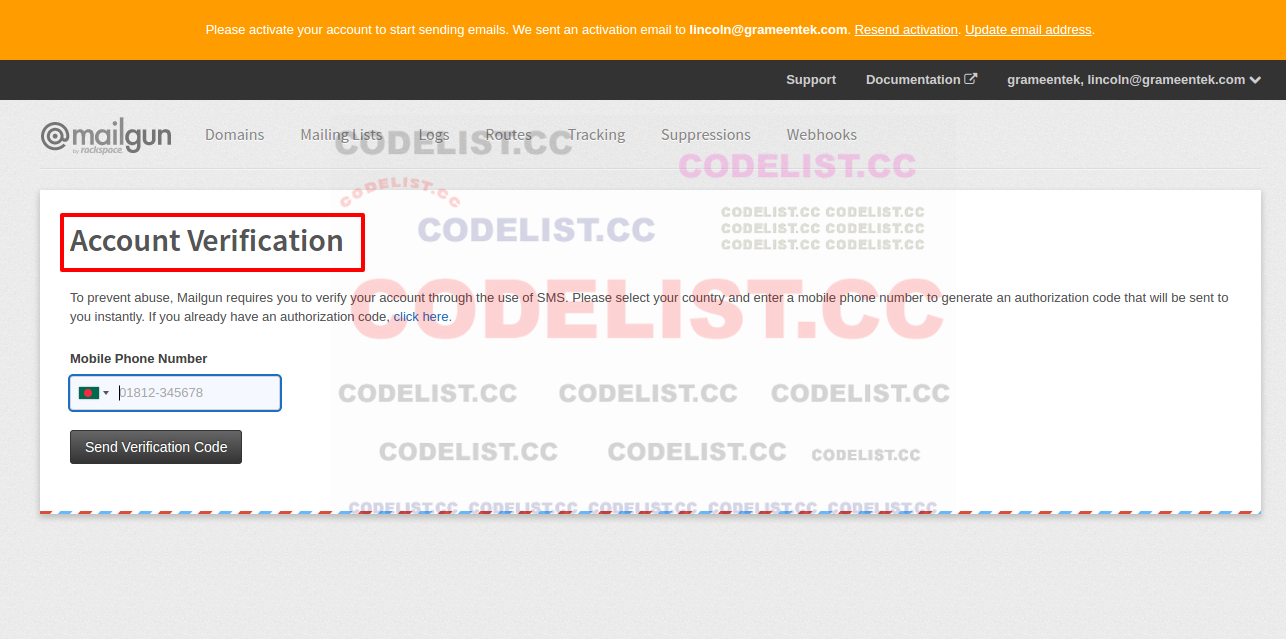 Please activate your account to start sending emails. We sent an activation email to lincoln@grameentek.com. Resend activation. Update email address.
Support Documentation grameentek, lincoln@grameentek.com
@mailgun
by rackspace
Domains Mailing Lists Logs Routes Tracking Suppressions Webhooks
CODELIST.CC
CODELIST.CC
CODELIST.CC
CODELIST.CC
CODELIST.CC CODELIST.CC
CODELIST.CC CODELIST.CC
CODELIST.CC CODELIST.CC
Account Verification
CODELIST.CC
To prevent abuse, Mailgun requires you to verify your account through the use of SMS. Please select your country and enter a mobile phone number to generate an authorization code that will be sent to
you instantly. If you already have an authorization code, click here.
Mobile Phone Number
01812-345678
CODELIST.CC CODELIST.CC CODELIST.CC
Send Verification Code
CODELIST.CC CODELIST.CC CODELIST.CC
CODELIST.CC CODELIST.CC CODELIST.CC CODELIST.CC CODELIST.CC